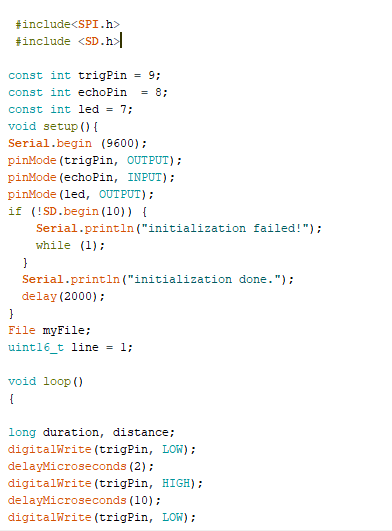 #include<SPI.h>
#include <SD.h>
const int trigPin = 9;
const int echoPin  = 8;
const int led = 7;
void setup(){
Serial.begin (9600);
pinMode(trigPin, OUTPUT);
pinMode(echoPin, INPUT);
pinMode(led, OUTPUT);
if (!SD.begin(10)) {
Serial.println("initialization failed!");
while (1);
}
Serial.println("initialization done.");
delay(2000);
}
File myFile;
uint16_t line = 1;
void loop()
{
long duration, distance;
digitalWrite(trigPin, LOW);
delayMicroseconds(2);
digitalWrite(trigPin, HIGH);
delayMicroseconds(10);
digitalWrite(trigPin, LOW);